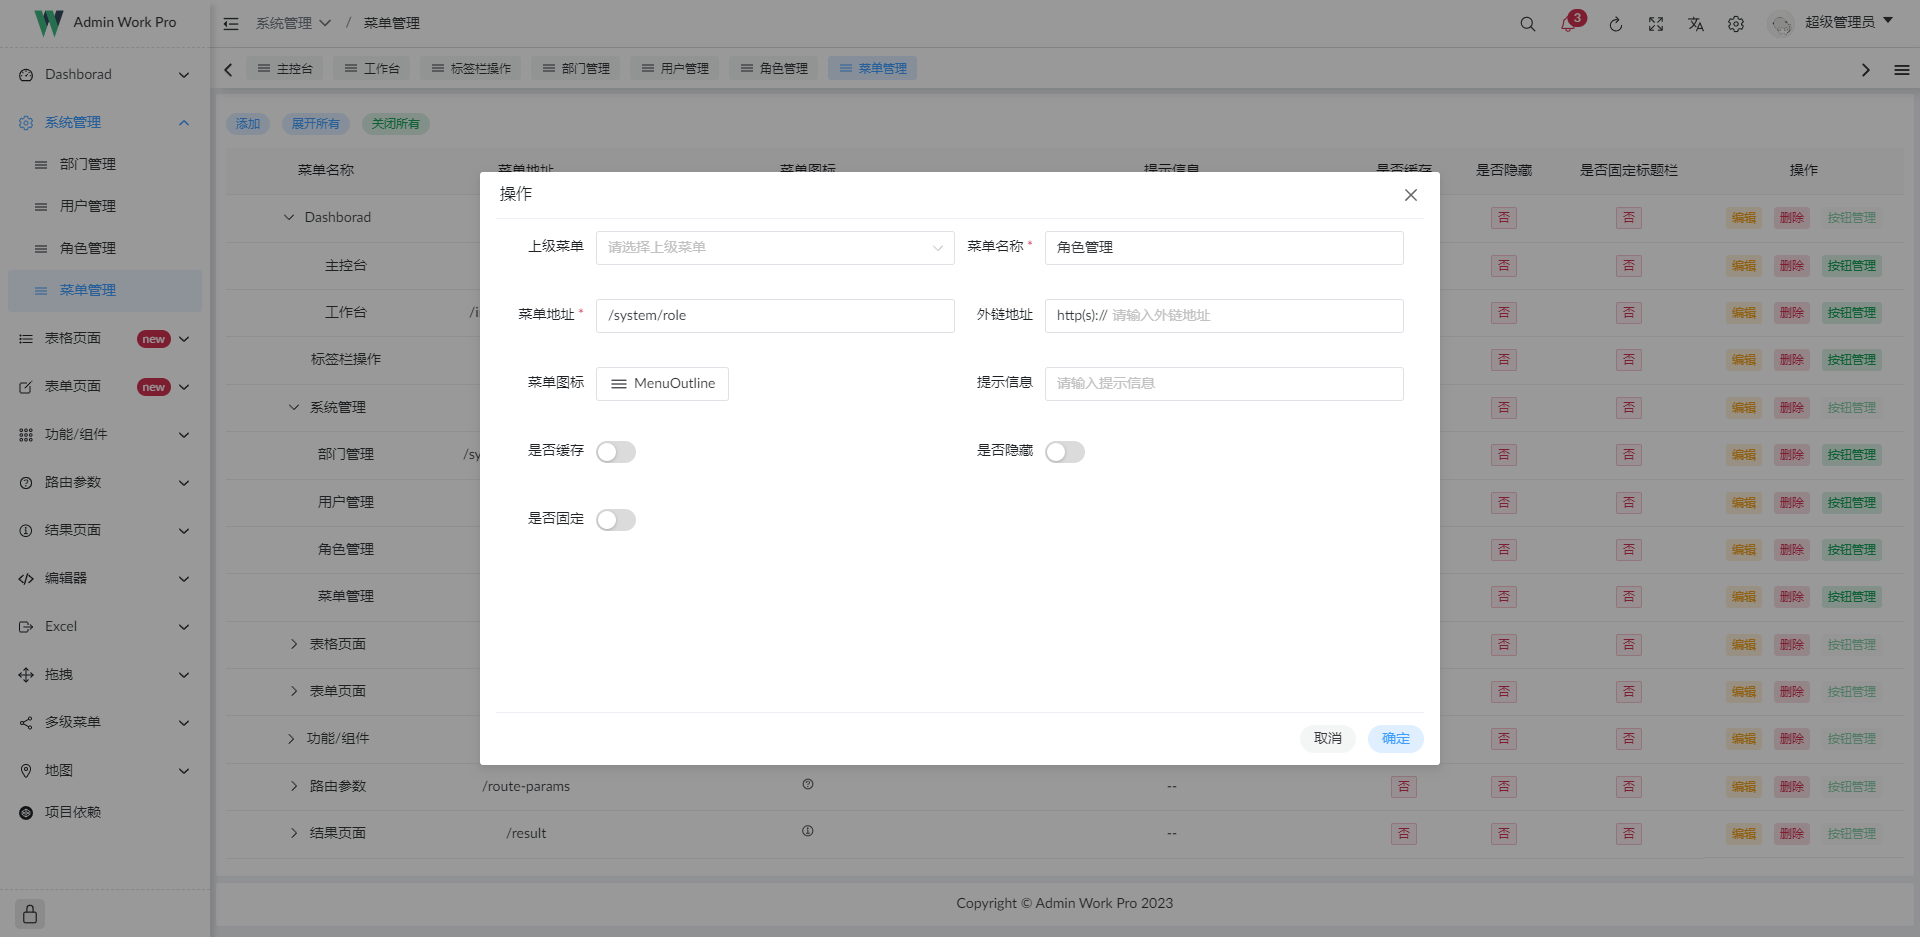 Admin Work Pro
系统管理 / 菜单管理
3
超级管理员
主控台
工作台
标签栏操作
部门管理
用户管理
角色管理
菜单管理
Dashborad
系统管理
部门管理
用户管理
角色管理
菜单管理
表格页面 new
表单页面 new
功能/组件
路由参数
结果页面
编辑器
Excel
拖拽
多级菜单
地图
项目依赖
添加 展开所有 关闭所有
菜单名称 菜单地址 菜单图标 提示信息 是否缓存 是否隐藏 是否固定标题栏 操作
Dashborad 否 否 编辑 删除 按钮管理
主控台 否 否 编辑 删除 按钮管理
工作台 /i 否 否 编辑 删除 按钮管理
标签栏操作 否 否 编辑 删除 按钮管理
系统管理 否 否 编辑 删除 按钮管理
部门管理 /sy 否 否 编辑 删除 按钮管理
用户管理 否 否 编辑 删除 按钮管理
角色管理 否 否 编辑 删除 按钮管理
菜单管理 否 否 编辑 删除 按钮管理
表格页面 否 否 编辑 删除 按钮管理
表单页面 否 否 编辑 删除 按钮管理
功能/组件 否 否 编辑 删除 按钮管理
路由参数 /route-params -- 否 否 否 编辑 删除 按钮管理
结果页面 /result -- 否 否 否 编辑 删除 按钮管理
操作
上级菜单 请选择上级菜单 菜单名称 * 角色管理
菜单地址 * /system/role 外链地址 http(s):// 请输入外链地址
菜单图标 MenuOutline 提示信息 请输入提示信息
是否缓存 是否隐藏
是否固定
取消 确定
Copyright © Admin Work Pro 2023